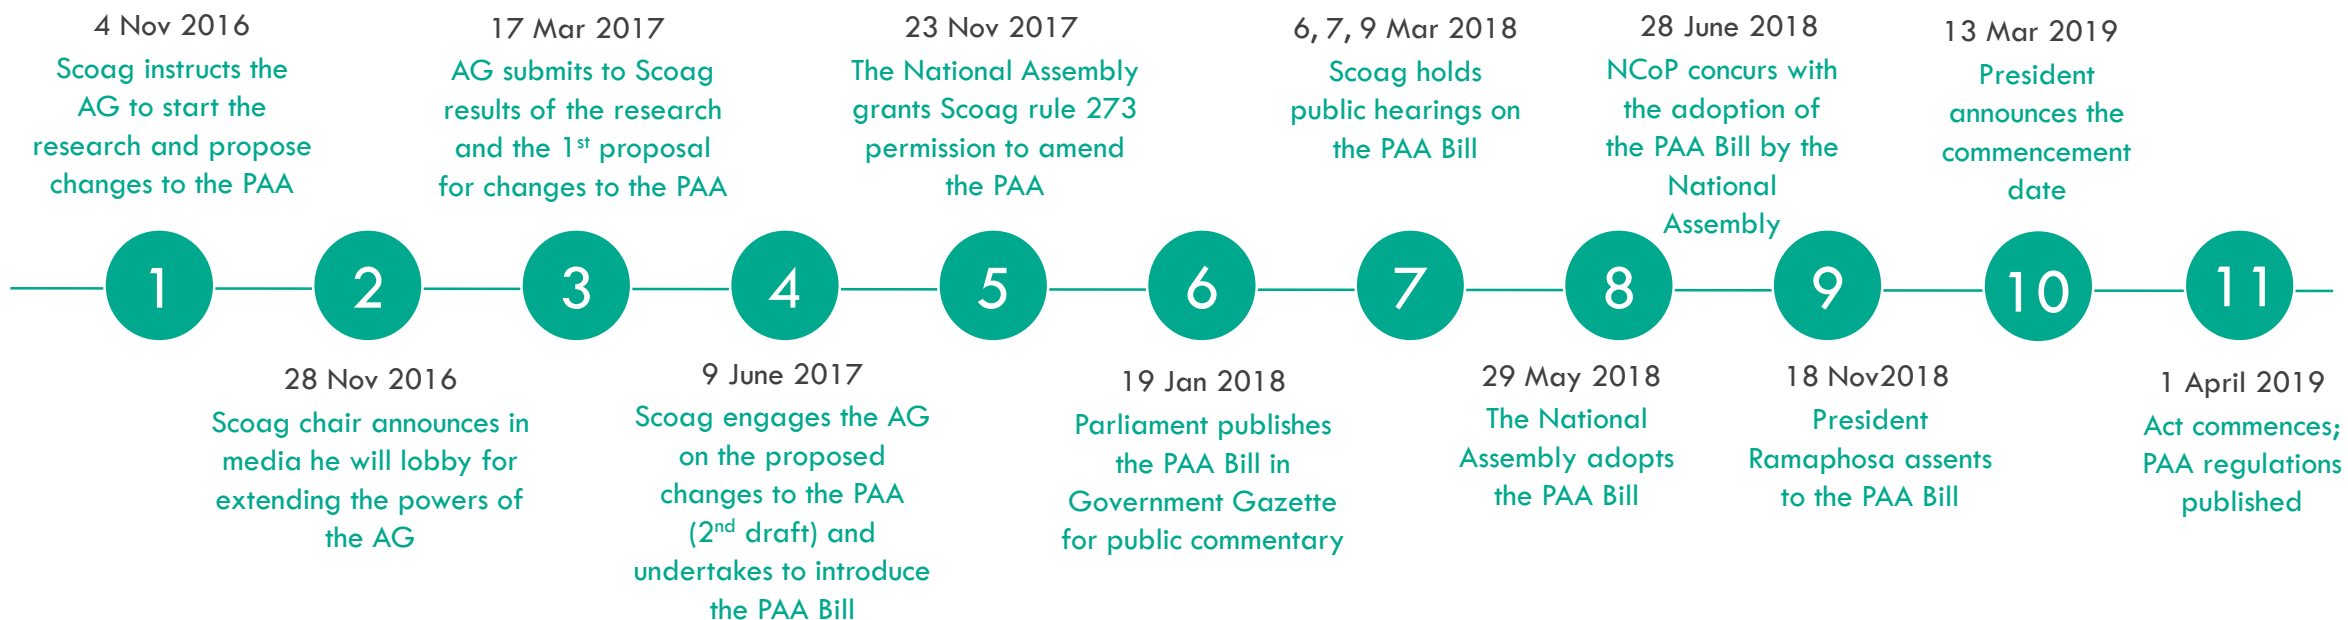 4 Nov 2016
Scoag instructs the
AG to start the
research and propose
changes to the PAA
17 Mar 2017
AG submits to Scoag
results of the research
and the 1st proposal
for changes to the PAA
23 Nov 2017
The National Assembly
grants Scoag rule 273
permission to amend
the PAA
6, 7, 9 Mar 2018
Scoag holds
public hearings on
the PAA Bill
28 June 2018
NCoP concurs with
the adoption of
the PAA Bill by the
National
Assembly
13 Mar 2019
President
announces the
commencement
date
1
2
3
4
5
6
7
8
9
10
11
28 Nov 2016
Scoag chair announces in
media he will lobby for
extending the powers of
the AG
9 June 2017
Scoag engages the AG
on the proposed
changes to the PAA
(2nd draft) and
undertakes to introduce
the PAA Bill
19 Jan 2018
Parliament publishes
the PAA Bill in
Government Gazette
for public commentary
29 May 2018
The National
Assembly adopts
the PAA Bill
18 Nov2018
President
Ramaphosa assents
to the PAA Bill
1 April 2019
Act commences;
PAA regulations
published